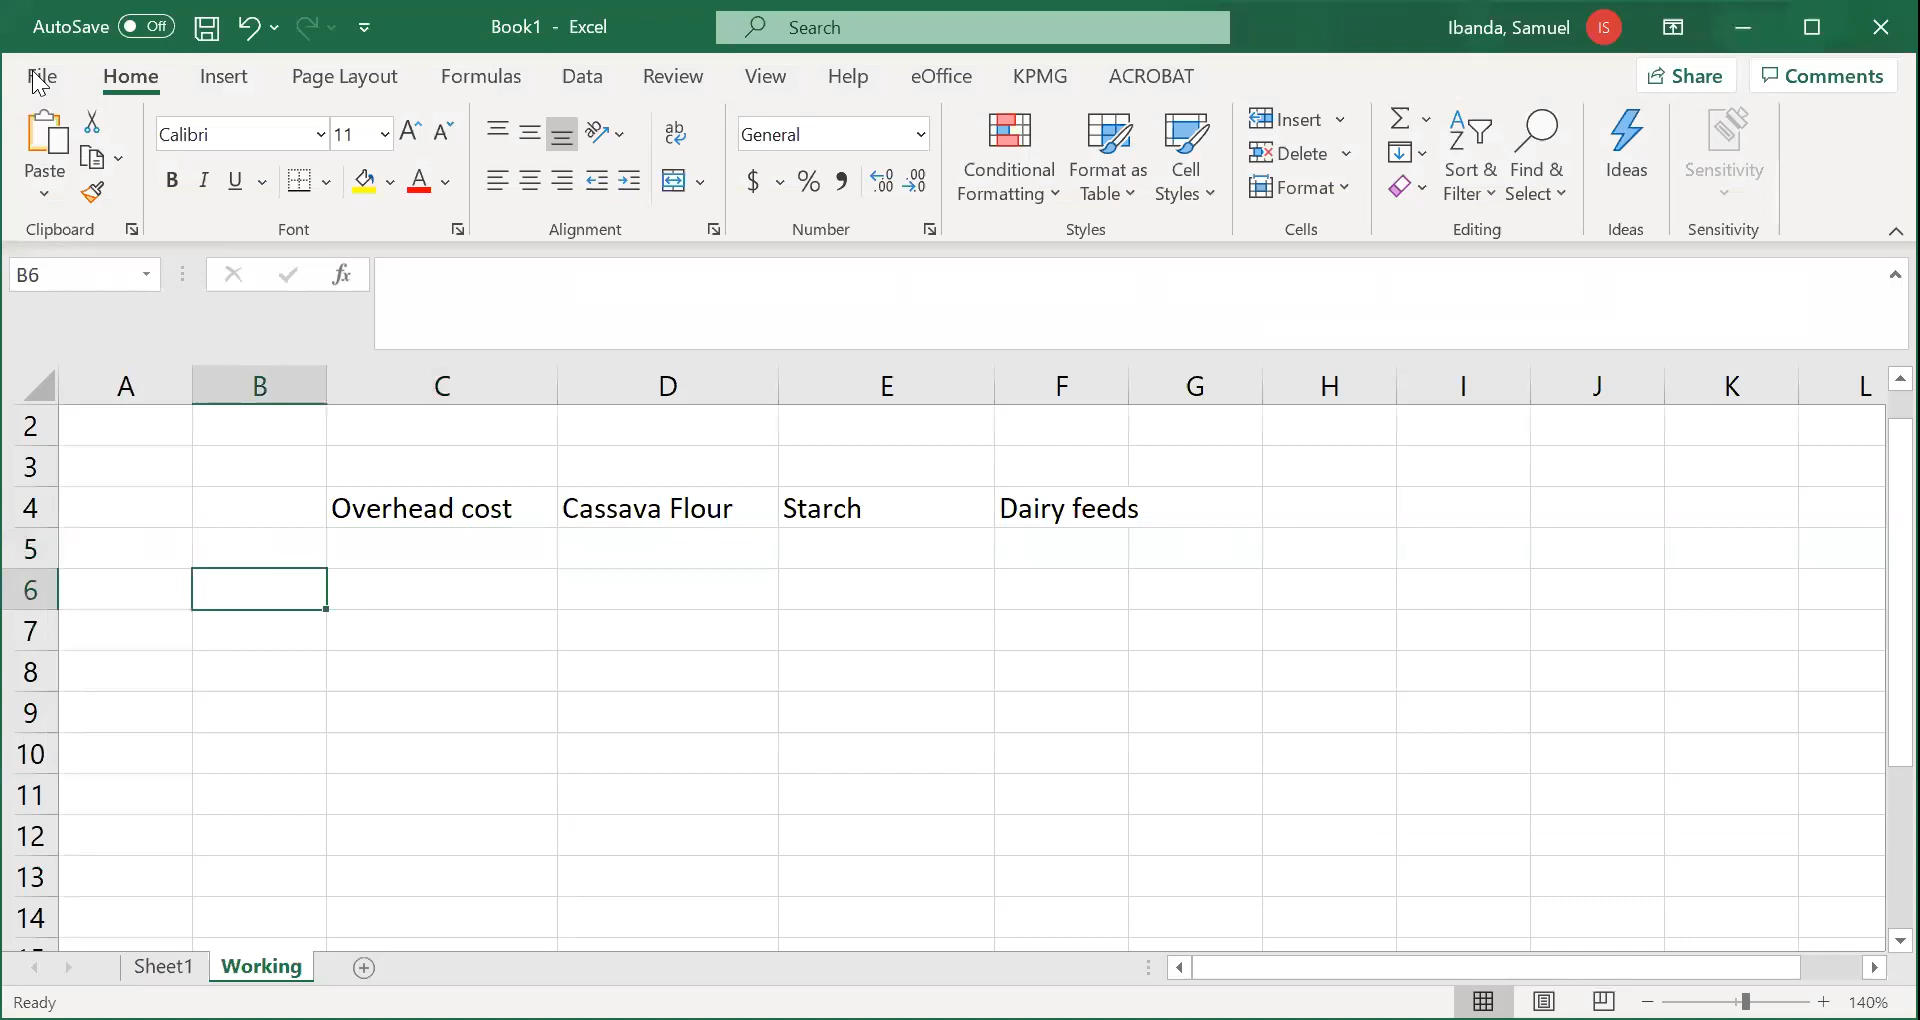 AutoSave Off Book1 - Excel Search Ibanda, Samuel IS
File Home Insert Page Layout Formulas Data Review View Help eOffice KPMG ACROBAT Share Comments
Paste
Calibri 11
B I U
ab
General
$ % , .00
Conditional Formatting
Format as Table
Cell Styles
Insert
Delete
Format
Sort & Filter
Find & Select
Ideas
Sensitivity
Clipboard Font Alignment Number Styles Cells Editing Ideas Sensitivity
B6 fx
A B C D E F G H I J K L
2
3
4 Overhead cost Cassava Flour Starch Dairy feeds
5
6
7
8
9
10
11
12
13
14
Sheet1 Working
Ready 140%